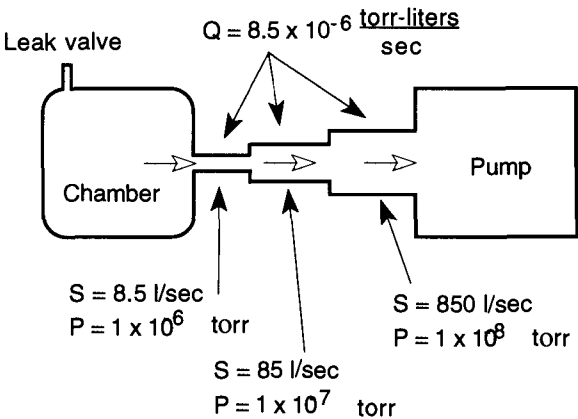 Leak valve
Q = 8.5 x 10⁻⁶ torr-liters
sec
Chamber
Pump
S = 8.5 l/sec
P = 1 x 10⁶ torr
S = 850 l/sec
P = 1 x 10⁸ torr
S = 85 l/sec
P = 1 x 10⁷ torr